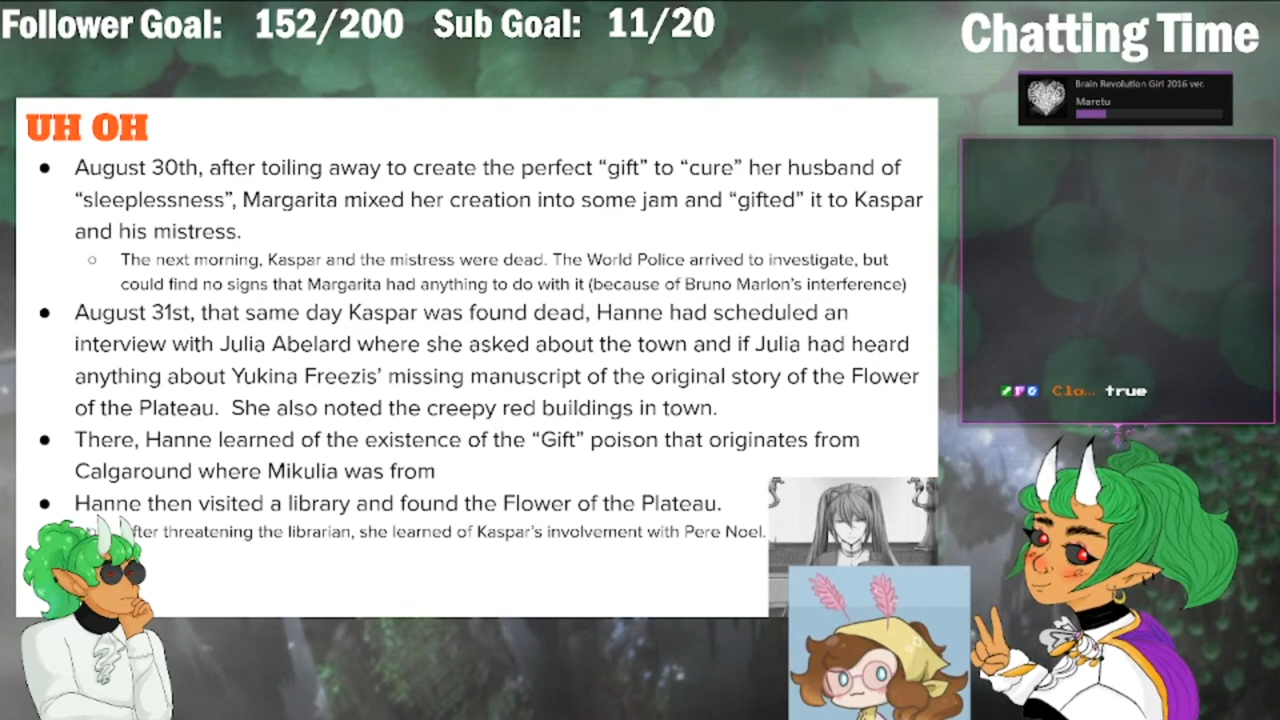 Follower Goal: 152/200 Sub Goal: 11/20
Chatting Time
Brain Revolution Girl 2016 ver.
Maretu
UH OH
August 30th, after toiling away to create the perfect “gift” to “cure” her husband of
“sleeplessness”, Margarita mixed her creation into some jam and “gifted” it to Kaspar
and his mistress.
The next morning, Kaspar and the mistress were dead. The World Police arrived to investigate, but
could find no signs that Margarita had anything to do with it (because of Bruno Marlon’s interference)
August 31st, that same day Kaspar was found dead, Hanne had scheduled an
interview with Julia Abelard where she asked about the town and if Julia had heard
anything about Yukina Freezis’ missing manuscript of the original story of the Flower
of the Plateau. She also noted the creepy red buildings in town.
There, Hanne learned of the existence of the “Gift” poison that originates from
Calgaround where Mikulia was from
Hanne then visited a library and found the Flower of the Plateau.
fter threatening the librarian, she learned of Kaspar’s involvement with Pere Noel.
Clo... true